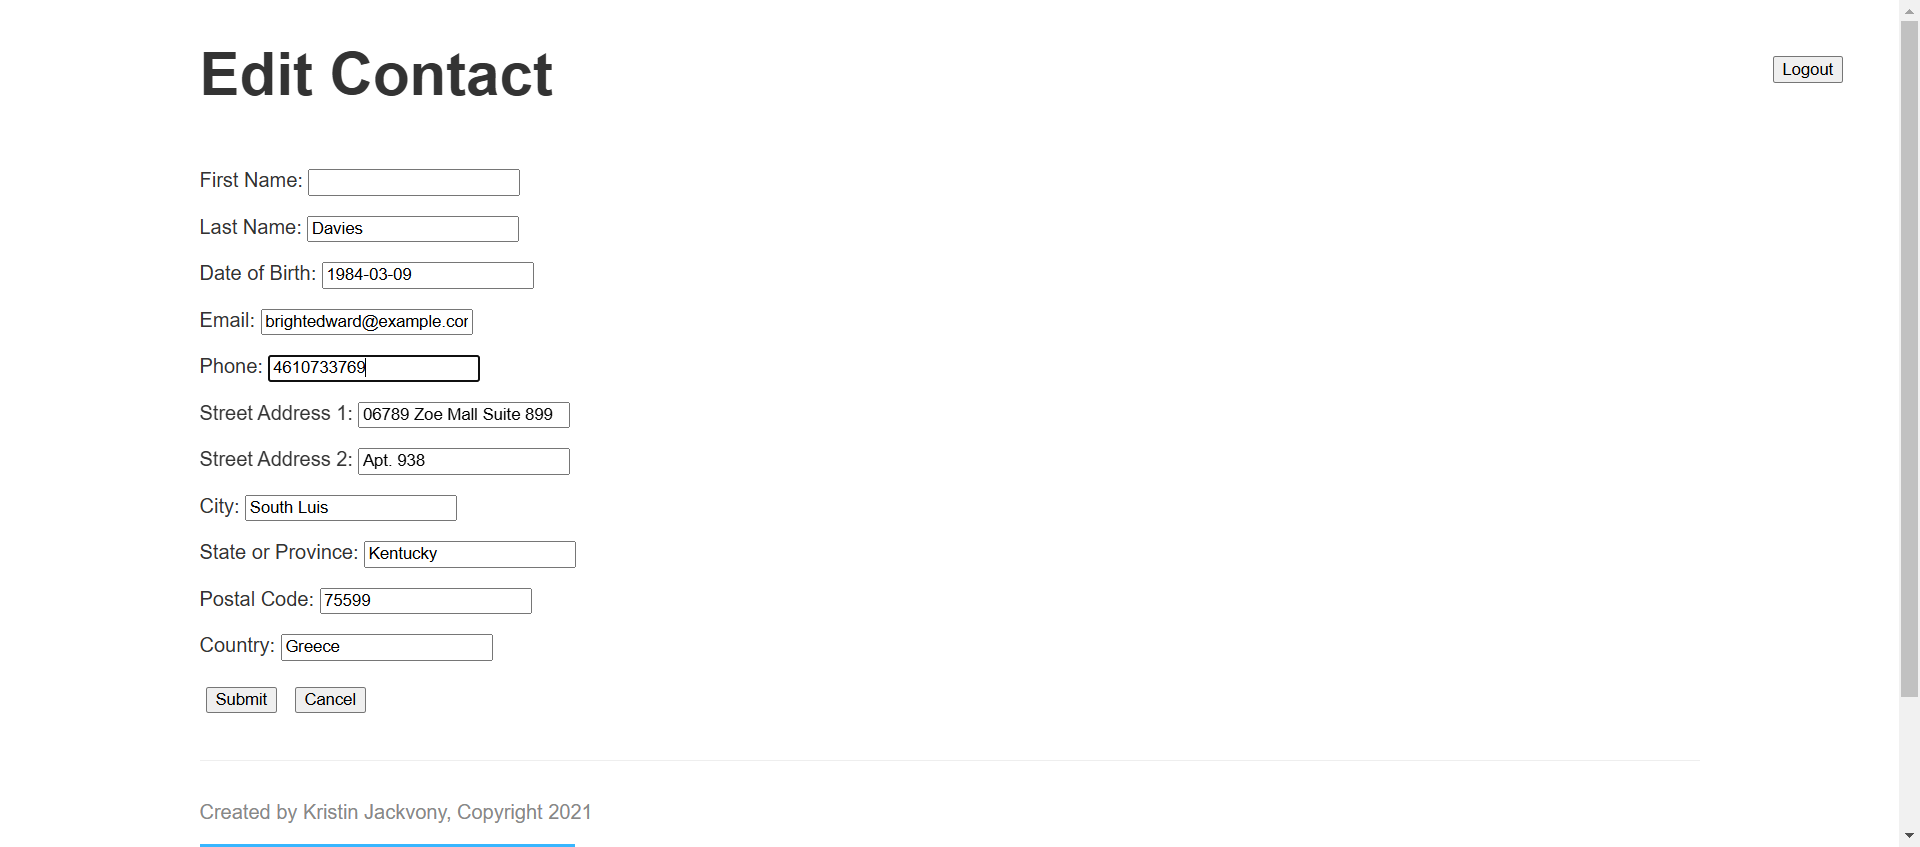 Edit Contact
Logout
First Name:
Last Name: Davies
Date of Birth: 1984-03-09
Email: brightedward@example.cor
Phone: 4610733769
Street Address 1: 06789 Zoe Mall Suite 899
Street Address 2: Apt. 938
City: South Luis
State or Province: Kentucky
Postal Code: 75599
Country: Greece
Submit Cancel
Created by Kristin Jackvony, Copyright 2021